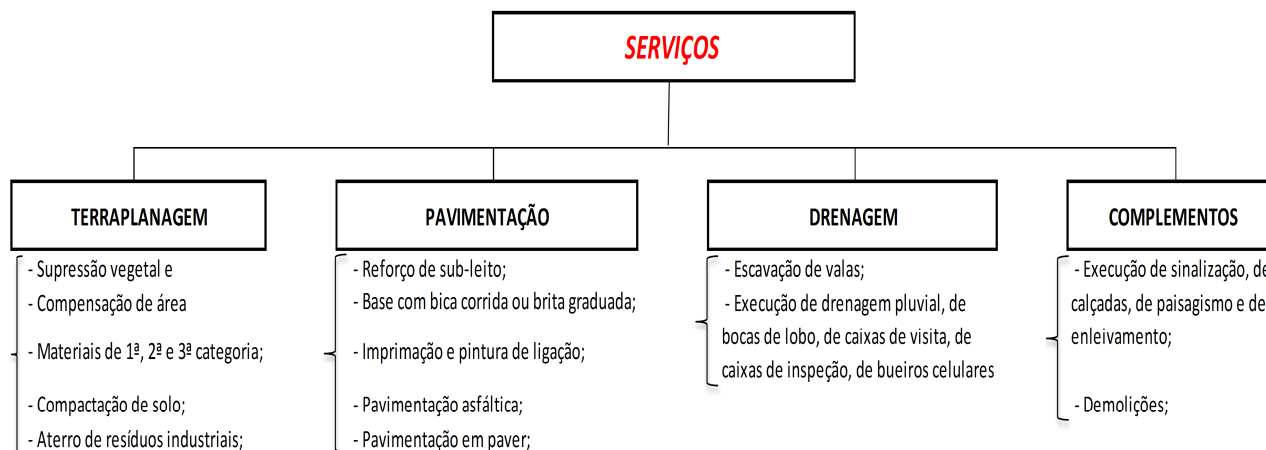 SERVIÇOS
TERRAPLANAGEM
- Supressão vegetal e
- Compensação de área
- Materiais de 1ª, 2ª e 3ª categoria;
- Compactação de solo;
- Aterro de resíduos industriais;
PAVIMENTAÇÃO
- Reforço de sub-leito;
- Base com bica corrida ou brita graduada;
- Imprimação e pintura de ligação;
- Pavimentação asfáltica;
- Pavimentação em paver;
DRENAGEM
- Escavação de valas;
- Execução de drenagem pluvial, de
bocas de lobo, de caixas de visita, de
caixas de inspeção, de bueiros celulares
COMPLEMENTOS
- Execução de sinalização, de
calçadas, de paisagismo e de
enleivamento;
- Demolições;